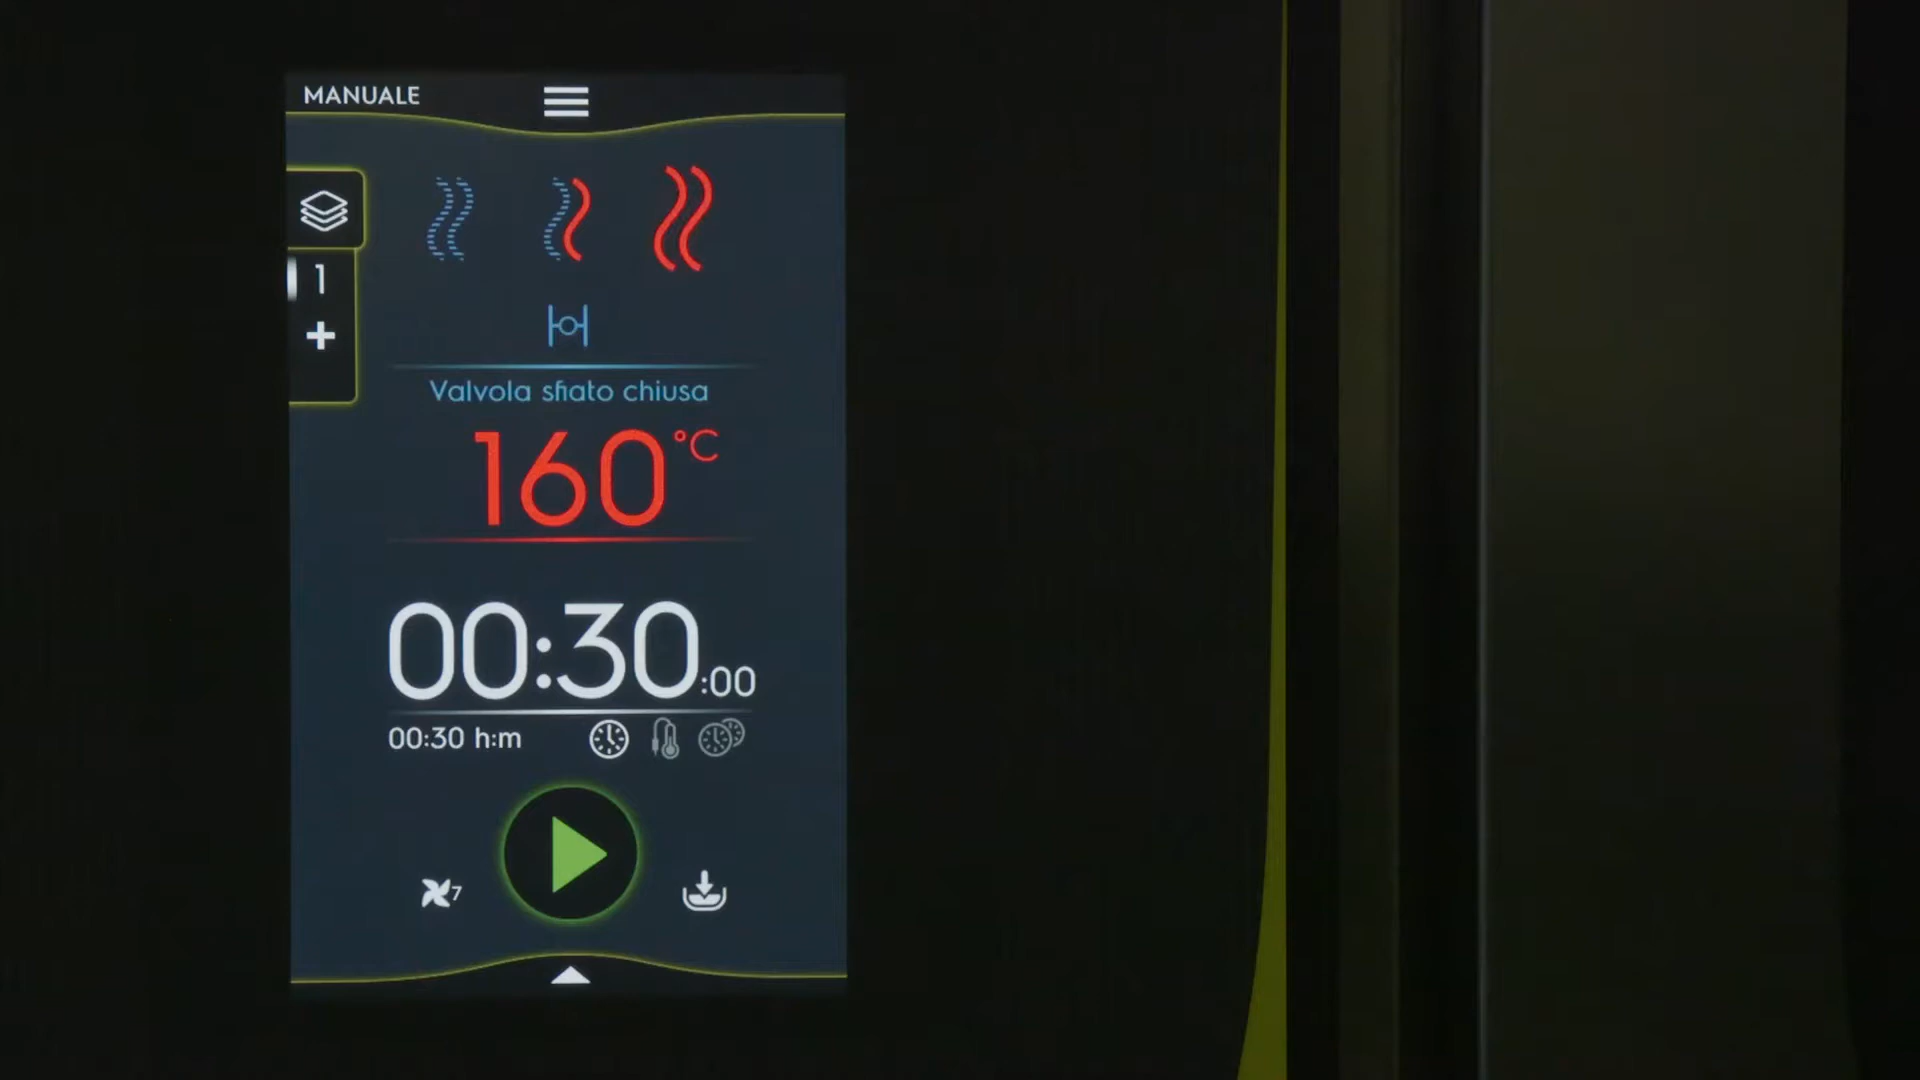 MANUALE
1
+
Valvola sfiato chiusa
160°C
00:30:00
00:30 h:m
7